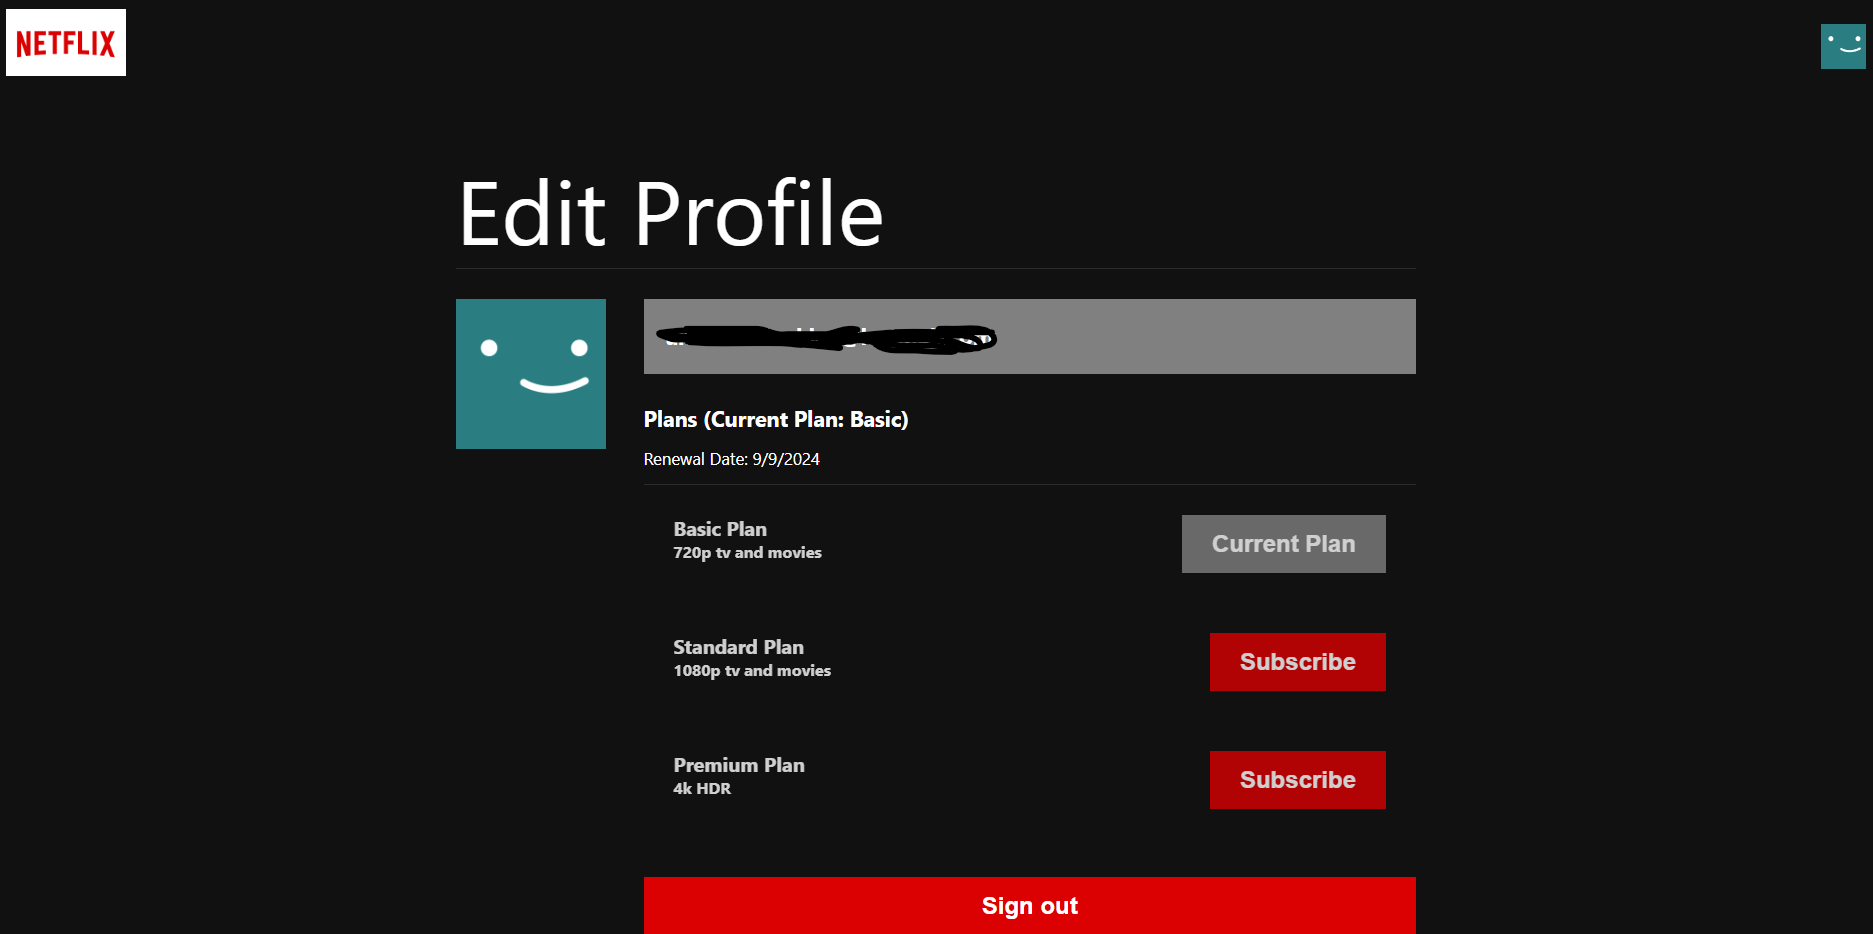 NETFLIX
Edit Profile
Plans (Current Plan: Basic)
Renewal Date: 9/9/2024
Basic Plan
720p tv and movies
Current Plan
Standard Plan
1080p tv and movies
Subscribe
Premium Plan
4k HDR
Subscribe
Sign out